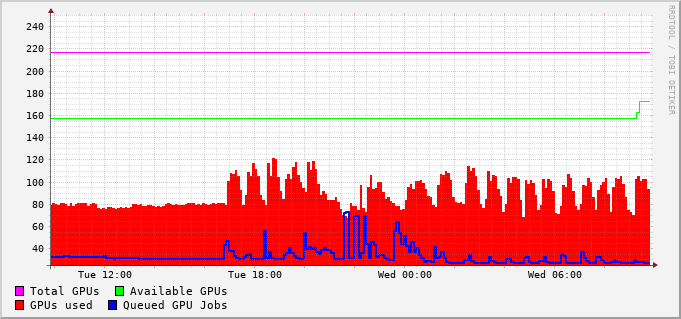 RRDTOOL / TOBI OETIKER
240
220
200
180
160
140
120
100
80
60
40
Tue 12:00 Tue 18:00 Wed 00:00 Wed 06:00
Total GPUs Available GPUs
GPUs used Queued GPU Jobs